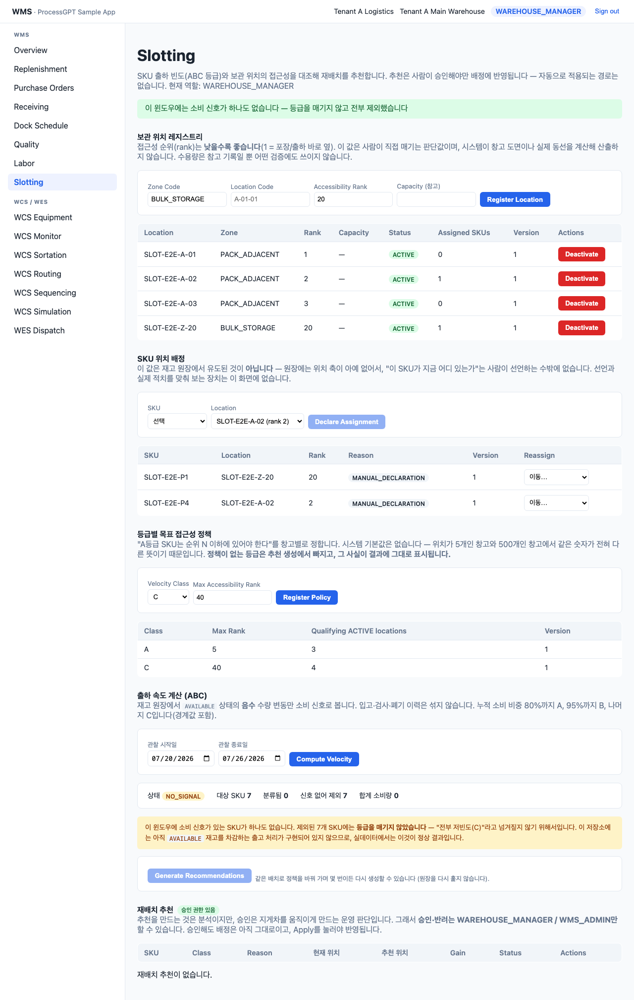 WMS · ProcessGPT Sample App
Tenant A Logistics Tenant A Main Warehouse WAREHOUSE_MANAGER Sign out
WMS
Overview
Replenishment
Purchase Orders
Receiving
Dock Schedule
Quality
Labor
Slotting
WCS / WES
WCS Equipment
WCS Monitor
WCS Sortation
WCS Routing
WCS Sequencing
WCS Simulation
WES Dispatch
Slotting
SKU 출하 빈도(ABC 등급)와 보관 위치의 접근성을 대조해 재배치를 추천합니다. 추천은 사람이 승인해야만 배정에 반영됩니다 — 자동으로 적용되는 경로는
없습니다. 현재 역할: WAREHOUSE_MANAGER
이 윈도우에는 소비 신호가 하나도 없습니다 — 등급을 매기지 않고 전부 제외했습니다
보관 위치 레지스트리
접근성 순위(rank)는 낮을수록 좋습니다(1 = 포장/출하 바로 옆). 이 값은 사람이 직접 매기는 판단값이며, 시스템이 창고 도면이나 실제 동선을 계산해 산출하
지 않습니다. 수용량은 참고 기록일 뿐 어떤 검증에도 쓰이지 않습니다.
Zone Code Location Code Accessibility Rank Capacity (참고)
BULK_STORAGE A-01-01 20 Register Location
Location Zone Rank Capacity Status Assigned SKUs Version Actions
SLOT-E2E-A-01 PACK_ADJACENT 1 — ACTIVE 0 1 Deactivate
SLOT-E2E-A-02 PACK_ADJACENT 2 — ACTIVE 1 1 Deactivate
SLOT-E2E-A-03 PACK_ADJACENT 3 — ACTIVE 0 1 Deactivate
SLOT-E2E-Z-20 BULK_STORAGE 20 — ACTIVE 1 1 Deactivate
SKU 위치 배정
이 값은 재고 원장에서 유도된 것이 아닙니다 — 원장에는 위치 축이 아예 없어서, "이 SKU가 지금 어디 있는가"는 사람이 선언하는 수밖에 없습니다. 선언과
실제 적치를 맞춰 보는 장치는 이 화면에 없습니다.
SKU Location
선택 SLOT-E2E-A-02 (rank 2) Declare Assignment
SKU Location Rank Reason Version Reassign
SLOT-E2E-P1 SLOT-E2E-Z-20 20 MANUAL_DECLARATION 1 이동...
SLOT-E2E-P4 SLOT-E2E-A-02 2 MANUAL_DECLARATION 1 이동...
등급별 목표 접근성 정책
"A등급 SKU는 순위 N 이하에 있어야 한다"를 창고별로 정합니다. 시스템 기본값은 없습니다 — 위치가 5개인 창고와 500개인 창고에서 같은 숫자가 전혀 다
른 뜻이기 때문입니다. 정책이 없는 등급은 추천 생성에서 빠지고, 그 사실이 결과에 그대로 표시됩니다.
Velocity Class Max Accessibility Rank
C 40 Register Policy
Class Max Rank Qualifying ACTIVE locations Version
A 5 3 1
C 40 4 1
출하 속도 계산 (ABC)
재고 원장에서 AVAILABLE 상태의 음수 수량 변동만 소비 신호로 봅니다. 입고·검사·폐기 이력은 섞지 않습니다. 누적 소비 비중 80%까지 A, 95%까지 B, 나머
지 C입니다(경계값 포함).
관찰 시작일 관찰 종료일
07/20/2026 07/26/2026 Compute Velocity
상태 NO_SIGNAL 대상 SKU 7 분류됨 0 신호 없어 제외 7 합계 소비량 0
이 윈도우에 소비 신호가 있는 SKU가 하나도 없습니다. 제외된 7개 SKU에는 등급을 매기지 않았습니다 — "전부 저빈도(C)"라고 넘겨짚지 않기 위해서입니다. 이 저장소에
는 아직 AVAILABLE 재고를 차감하는 출고 처리가 구현되어 있지 않으므로, 실데이터에서는 이것이 정상 결과입니다.
Generate Recommendations 같은 배치로 정책을 바꿔 가며 몇 번이든 다시 생성할 수 있습니다 (원장을 다시 훑지 않습니다).
재배치 추천 승인 권한 있음
추천을 만드는 것은 분석이지만, 승인은 지게차를 움직이게 만드는 운영 판단입니다. 그래서 승인·반려는 WAREHOUSE_MANAGER / WMS_ADMIN만
할 수 있습니다. 승인해도 배정은 아직 그대로이고, Apply를 눌러야 반영됩니다.
SKU Class Reason 현재 위치 추천 위치 Gain Status Actions
재배치 추천이 없습니다.